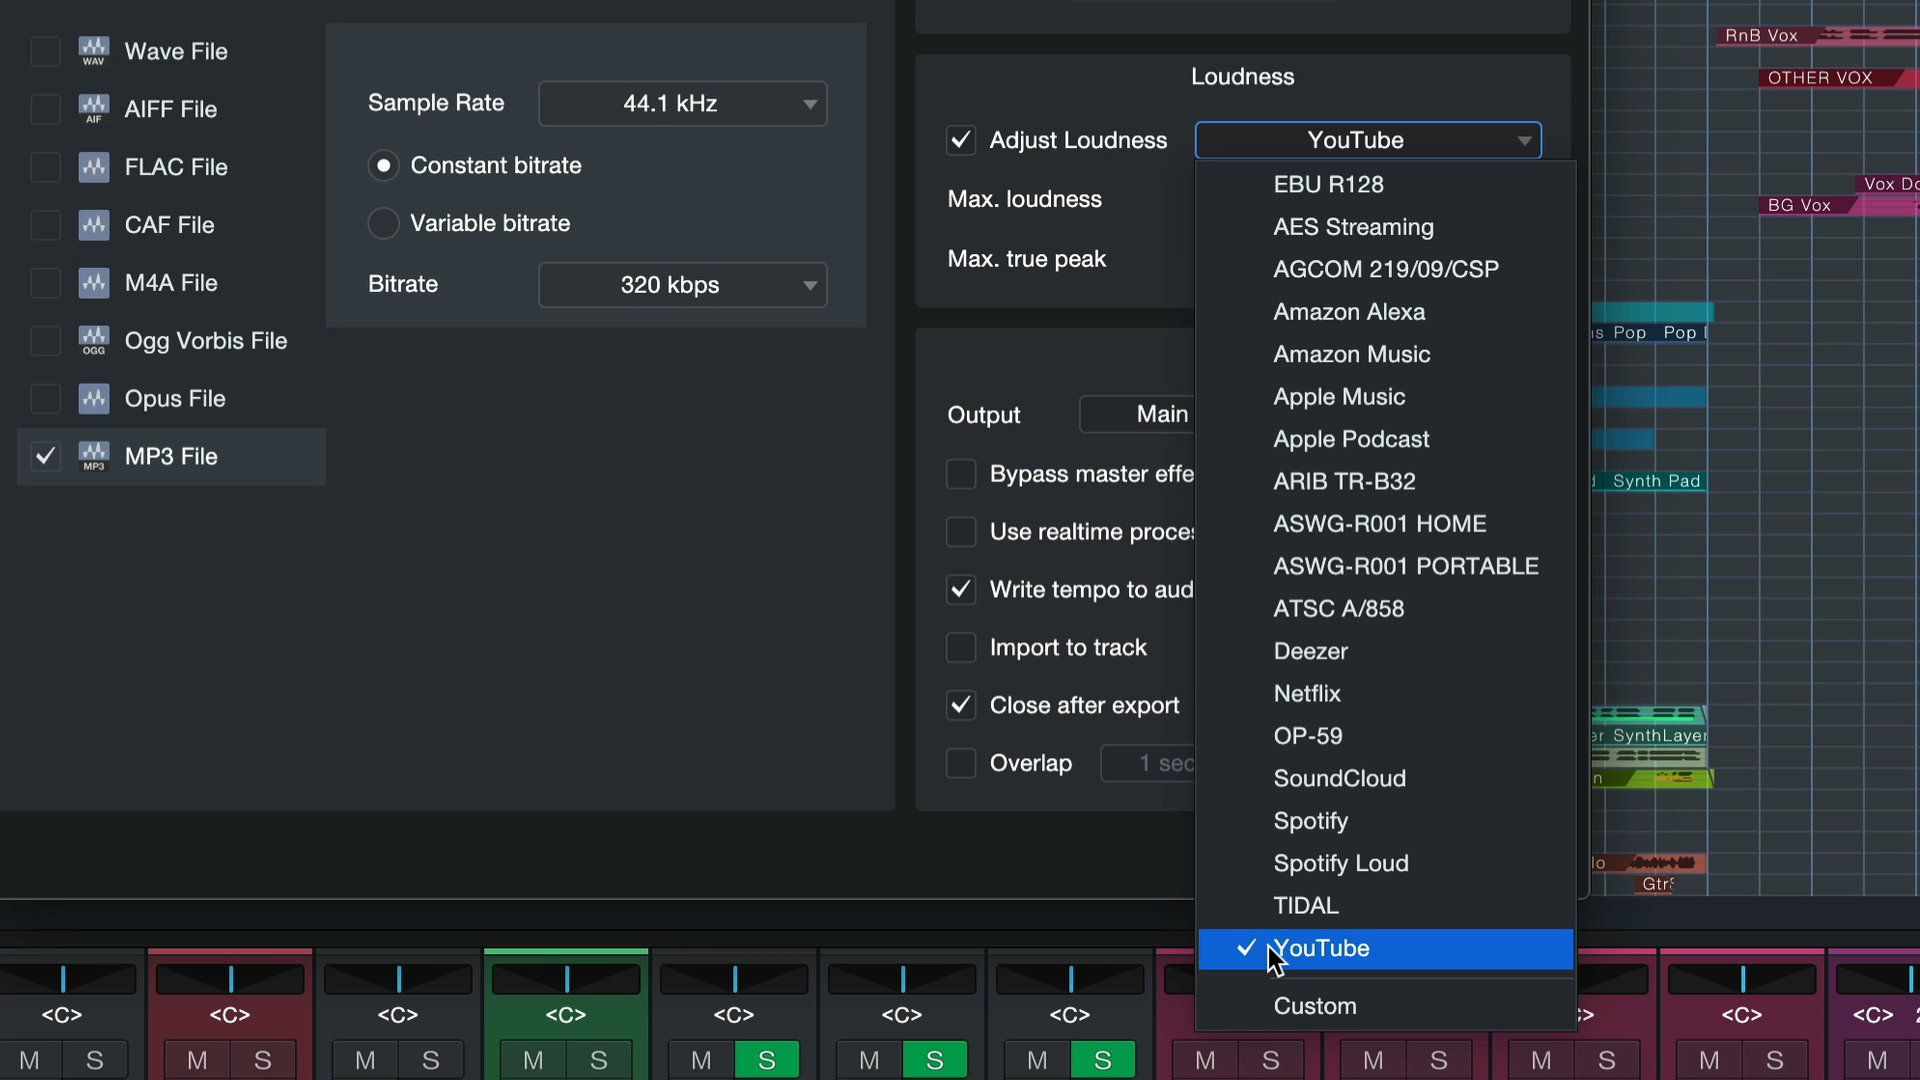 Wave File
AIFF File
FLAC File
CAF File
M4A File
Ogg Vorbis File
Opus File
MP3 File
WAV
AIF
OGG
MP3
Sample Rate 44.1 kHz
Constant bitrate
Variable bitrate
Bitrate 320 kbps
Loudness
Adjust Loudness YouTube
Max. loudness
Max. true peak
Output Main
Bypass master effe
Use realtime proces
Write tempo to aud
Import to track
Close after export
Overlap 1 sec
EBU R128
AES Streaming
AGCOM 219/09/CSP
Amazon Alexa
Amazon Music
Apple Music
Apple Podcast
ARIB TR-B32
ASWG-R001 HOME
ASWG-R001 PORTABLE
ATSC A/858
Deezer
Netflix
OP-59
SoundCloud
Spotify
Spotify Loud
TIDAL
YouTube
Custom
RnB Vox
OTHER VOX
Vox Do
BG Vox
Pop Pop
Synth Pad
SynthLayer
Gtr
<C> <C> <C> <C> <C> <C> <C> <C> <C>
M S M S M S M S M S M S M S M S M S M S M S M